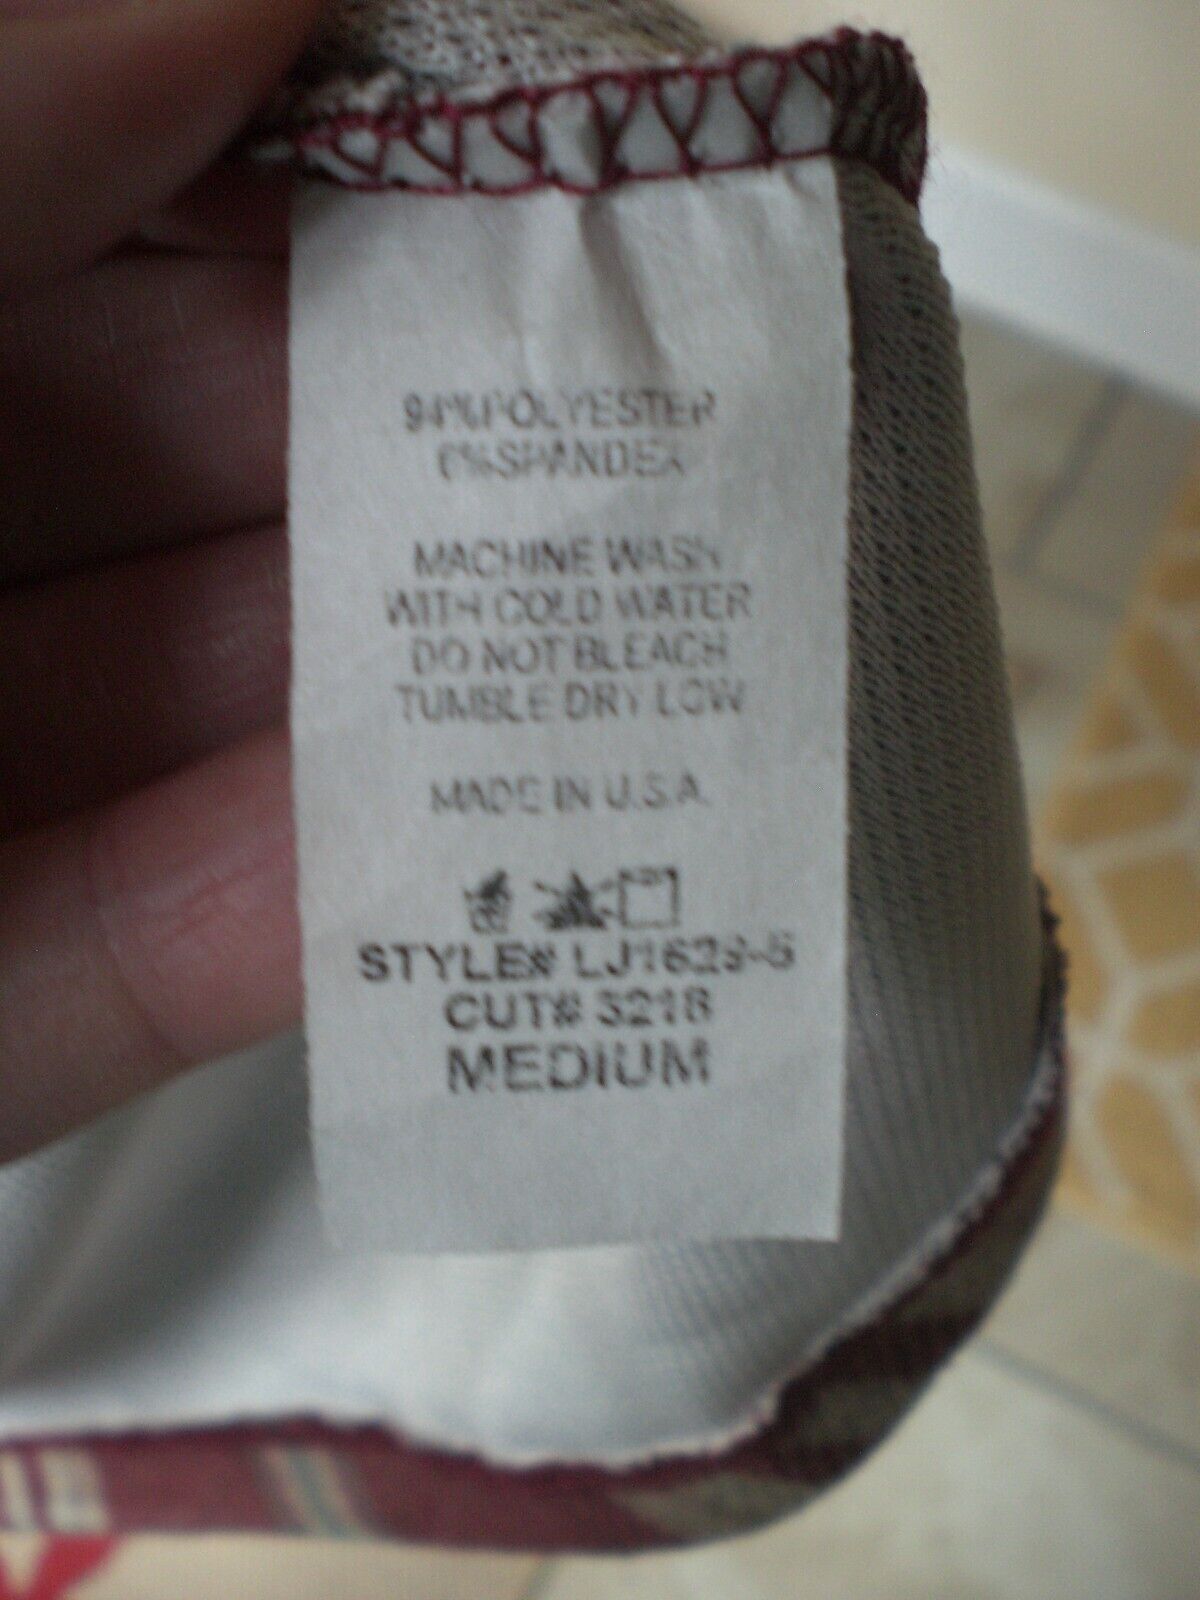 94% POLYESTER
6% SPANDEX
MACHINE WASH
WITH COLD WATER
DO NOT BLEACH
TUMBLE DRY LOW
MADE IN U.S.A.
STYLE# LJ1629-5
CUT# 3218
MEDIUM